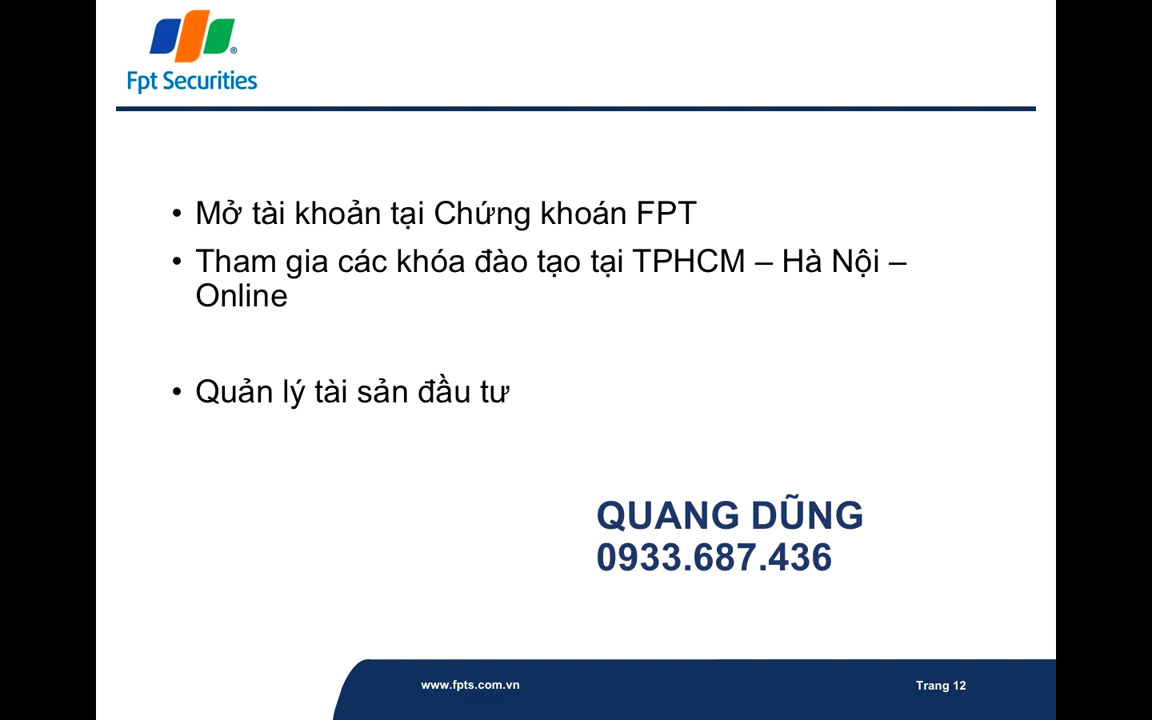 Fpt Securities
• Mở tài khoản tại Chứng khoán FPT
• Tham gia các khóa đào tạo tại TPHCM – Hà Nội –
Online
• Quản lý tài sản đầu tư
QUANG DŨNG
0933.687.436
www.fpts.com.vn
Trang 12